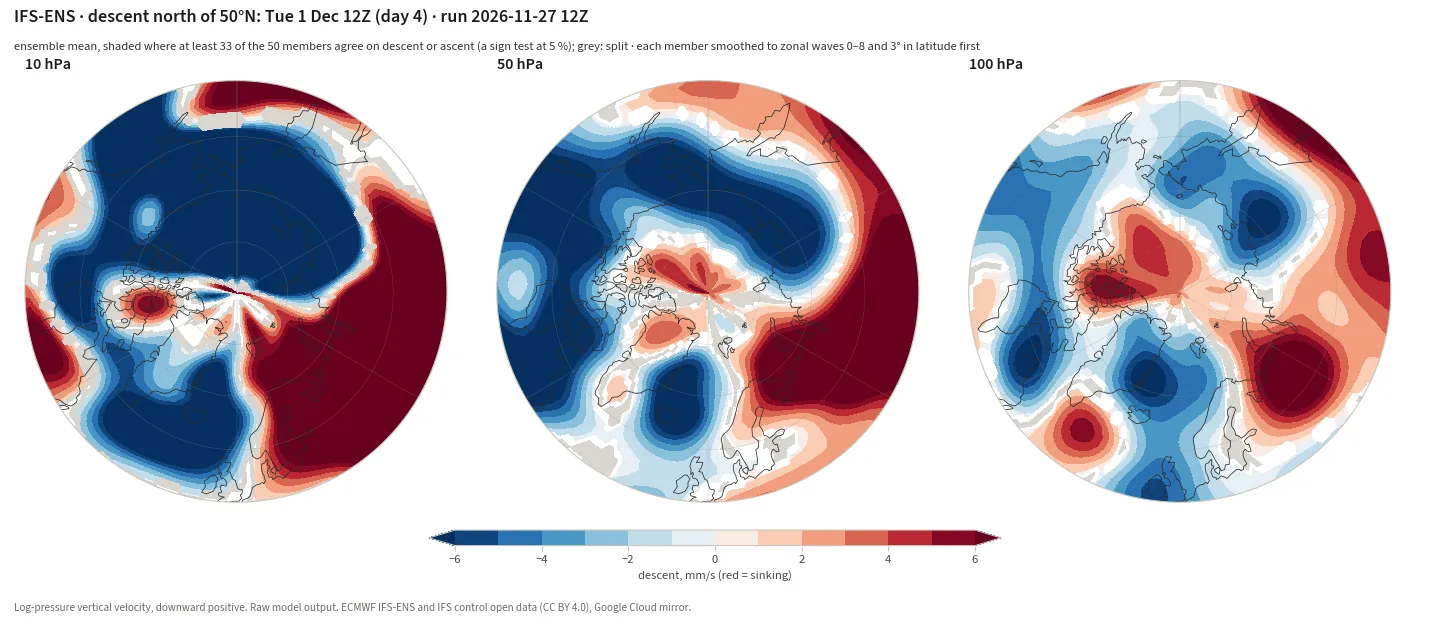 IFS-ENS · descent north of 50°N: Tue 1 Dec 12Z (day 4) · run 2026-11-27 12Z
ensemble mean, shaded where at least 33 of the 50 members agree on descent or ascent (a sign test at 5 %); grey: split · each member smoothed to zonal waves 0–8 and 3° in latitude first
10 hPa
50 hPa
100 hPa
−6 −4 −2 0 2 4 6
descent, mm/s (red = sinking)
Log-pressure vertical velocity, downward positive. Raw model output. ECMWF IFS-ENS and IFS control open data (CC BY 4.0), Google Cloud mirror.